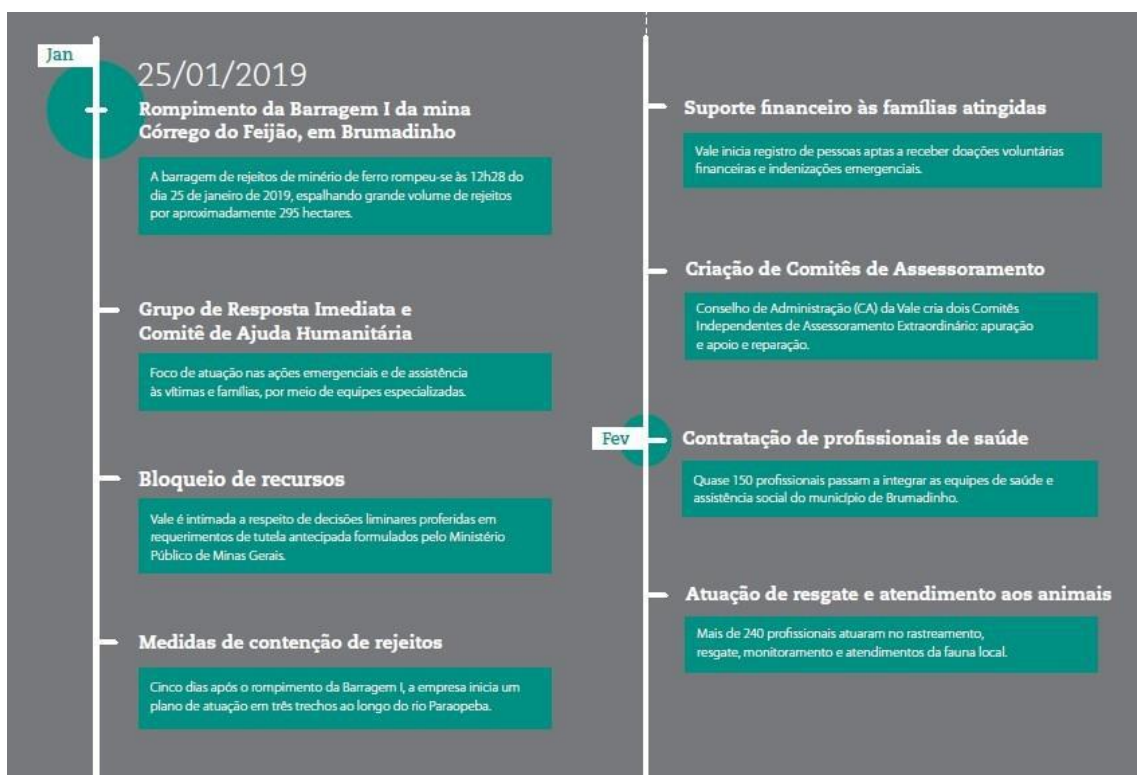 Jan
25/01/2019
Rompimento da Barragem I da mina
Córrego do Feijão, em Brumadinho
A barragem de rejeitos de minério de ferro rompeu-se às 12h28 do
dia 25 de janeiro de 2019, espalhando grande volume de rejeitos
por aproximadamente 295 hectares.
Grupo de Resposta Imediata e
Comitê de Ajuda Humanitária
Foco de atuação nas ações emergenciais e de assistência
às vítimas e famílias, por meio de equipes especializadas.
Bloqueio de recursos
Vale é intimada a respeito de decisões liminares proferidas em
requerimentos de tutela antecipada formulados pelo Ministério
Público de Minas Gerais.
Medidas de contenção de rejeitos
Cinco dias após o rompimento da Barragem I, a empresa inicia um
plano de atuação em três trechos ao longo do rio Paraopeba.
Suporte financeiro às famílias atingidas
Vale inicia registro de pessoas aptas a receber doações voluntárias
financeiras e indenizações emergenciais.
Criação de Comitês de Assessoramento
Conselho de Administração (CA) da Vale cria dois Comitês
Independentes de Assessoramento Extraordinário: apuração
e apoio e reparação.
Fev
Contratação de profissionais de saúde
Quase 150 profissionais passam a integrar as equipes de saúde e
assistência social do município de Brumadinho.
Atuação de resgate e atendimento aos animais
Mais de 240 profissionais atuaram no rastreamento,
resgate, monitoramento e atendimentos da fauna local.